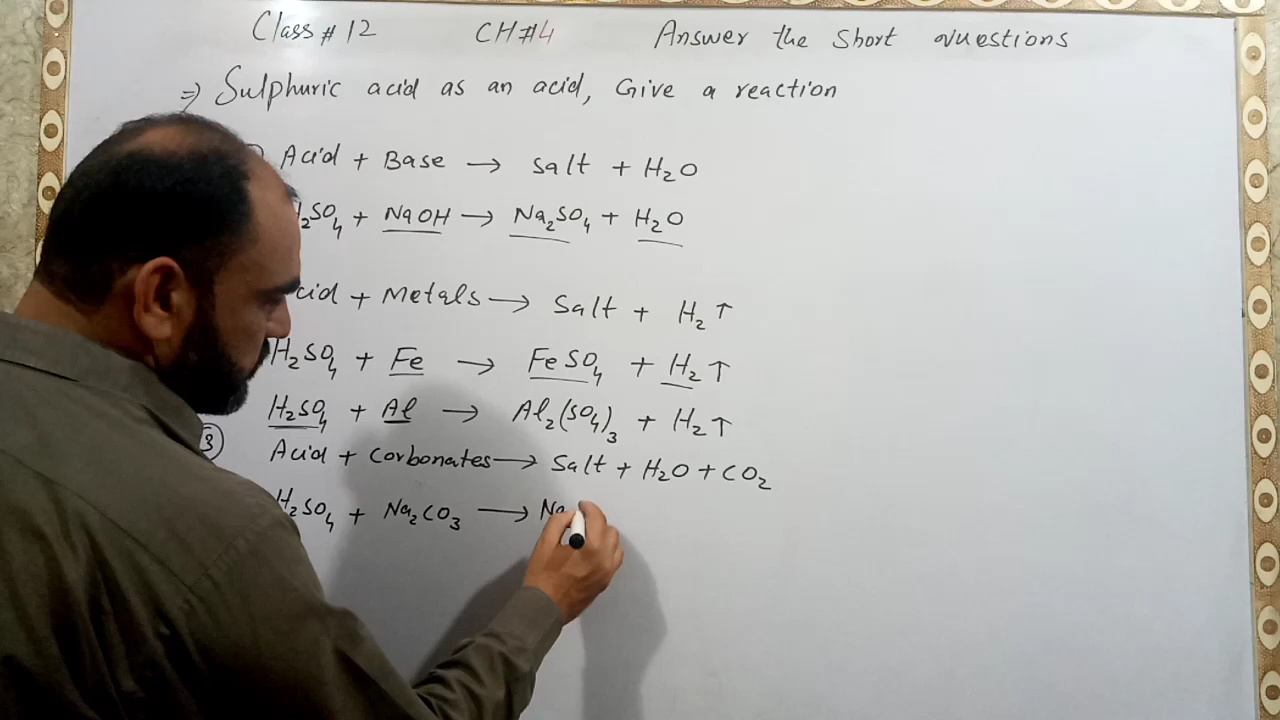 Class # 12 CH#4 Answer the Short questions
⇒ Sulphuric acid as an acid, Give a reaction
Acid + Base → Salt + H₂O
H₂SO₄ + NaOH → Na₂SO₄ + H₂O
cid + Metals → Salt + H₂↑
H₂SO₄ + Fe → FeSO₄ + H₂↑
H₂SO₄ + Al → Al₂(SO₄)₃ + H₂↑
③ Acid + Corbonates → Salt + H₂O + CO₂
H₂SO₄ + Na₂CO₃ → Na